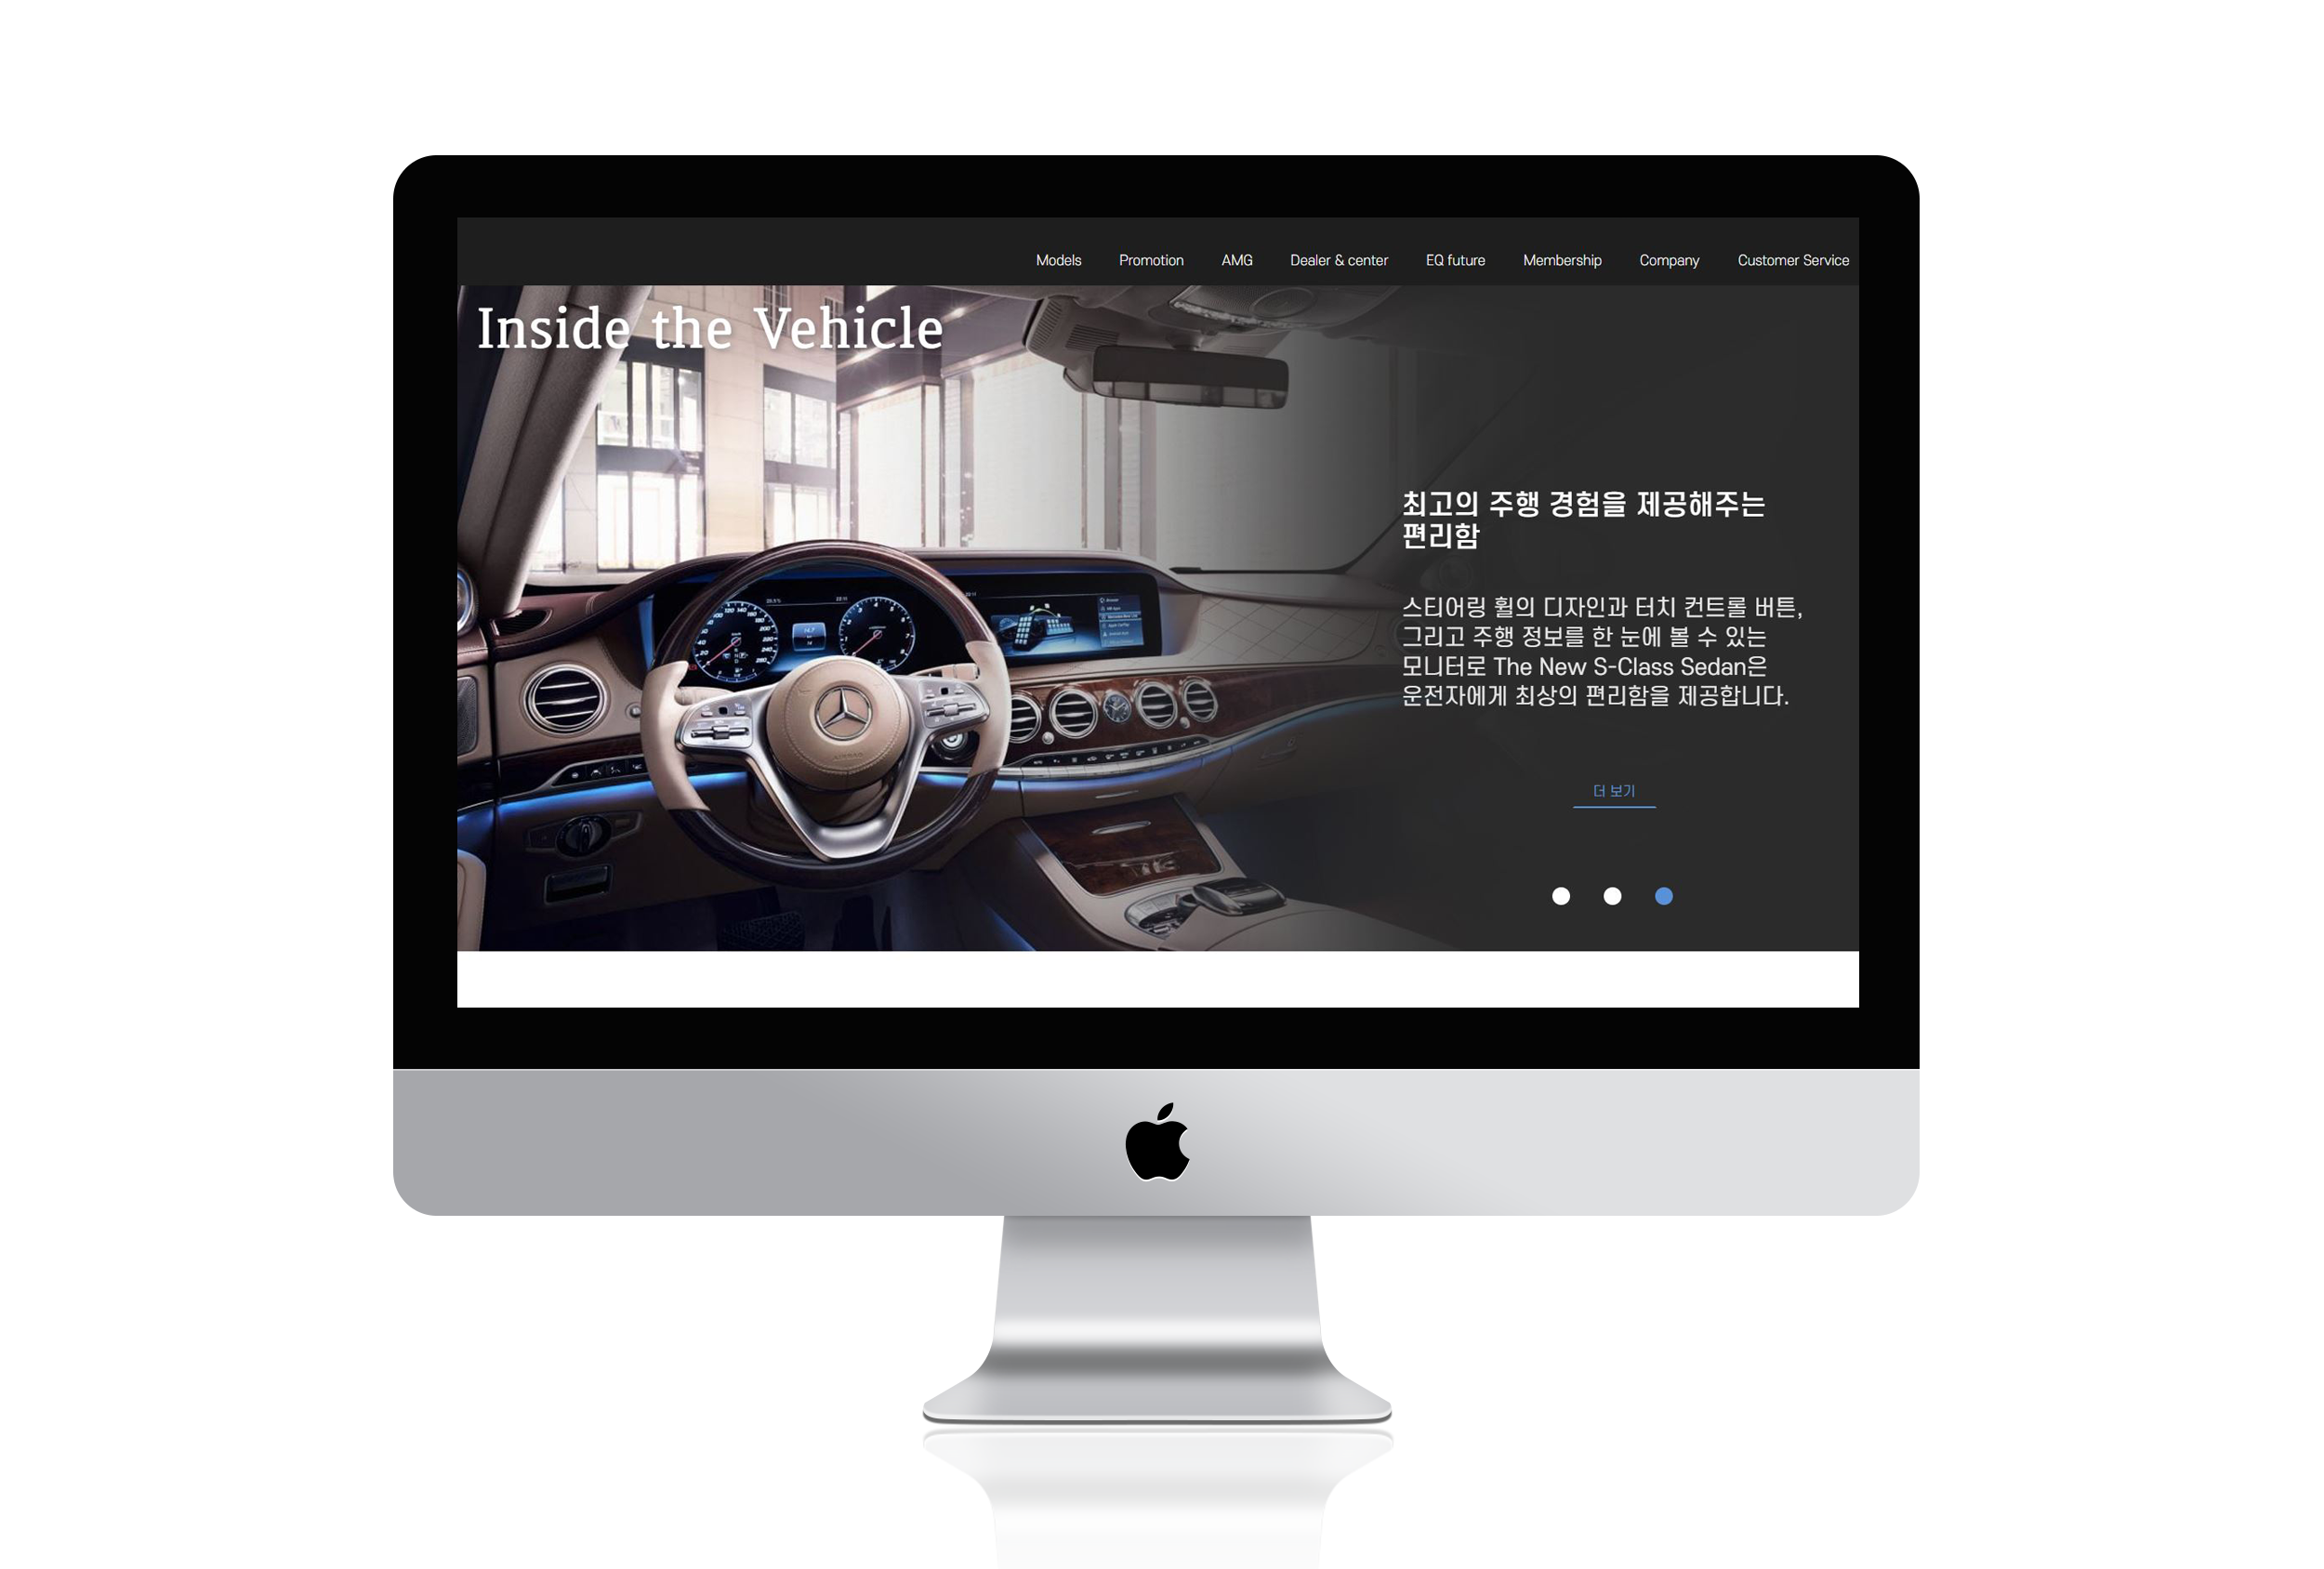 Models Promotion AMG Dealer & center EQ future Membership Company Customer Service
Inside the Vehicle
최고의 주행 경험을 제공해주는
편리함
스티어링 휠의 디자인과 터치 컨트롤 버튼,
그리고 주행 정보를 한 눈에 볼 수 있는
모니터로 The New S-Class Sedan은
운전자에게 최상의 편리함을 제공합니다.
더 보기